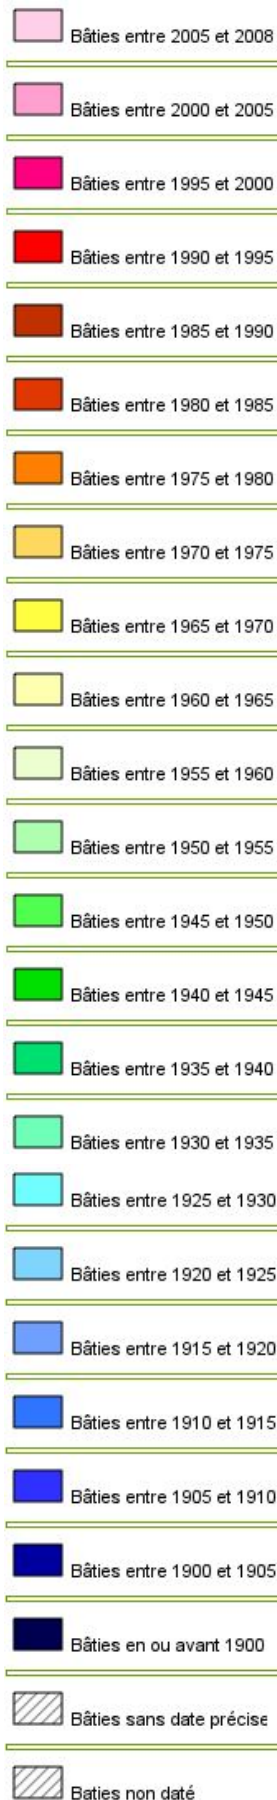 Bâties entre 2005 et 2008
Bâties entre 2000 et 2005
Bâties entre 1995 et 2000
Bâties entre 1990 et 1995
Bâties entre 1985 et 1990
Bâties entre 1980 et 1985
Bâties entre 1975 et 1980
Bâties entre 1970 et 1975
Bâties entre 1965 et 1970
Bâties entre 1960 et 1965
Bâties entre 1955 et 1960
Bâties entre 1950 et 1955
Bâties entre 1945 et 1950
Bâties entre 1940 et 1945
Bâties entre 1935 et 1940
Bâties entre 1930 et 1935
Bâties entre 1925 et 1930
Bâties entre 1920 et 1925
Bâties entre 1915 et 1920
Bâties entre 1910 et 1915
Bâties entre 1905 et 1910
Bâties entre 1900 et 1905
Bâties en ou avant 1900
Bâties sans date précise
Baties non daté